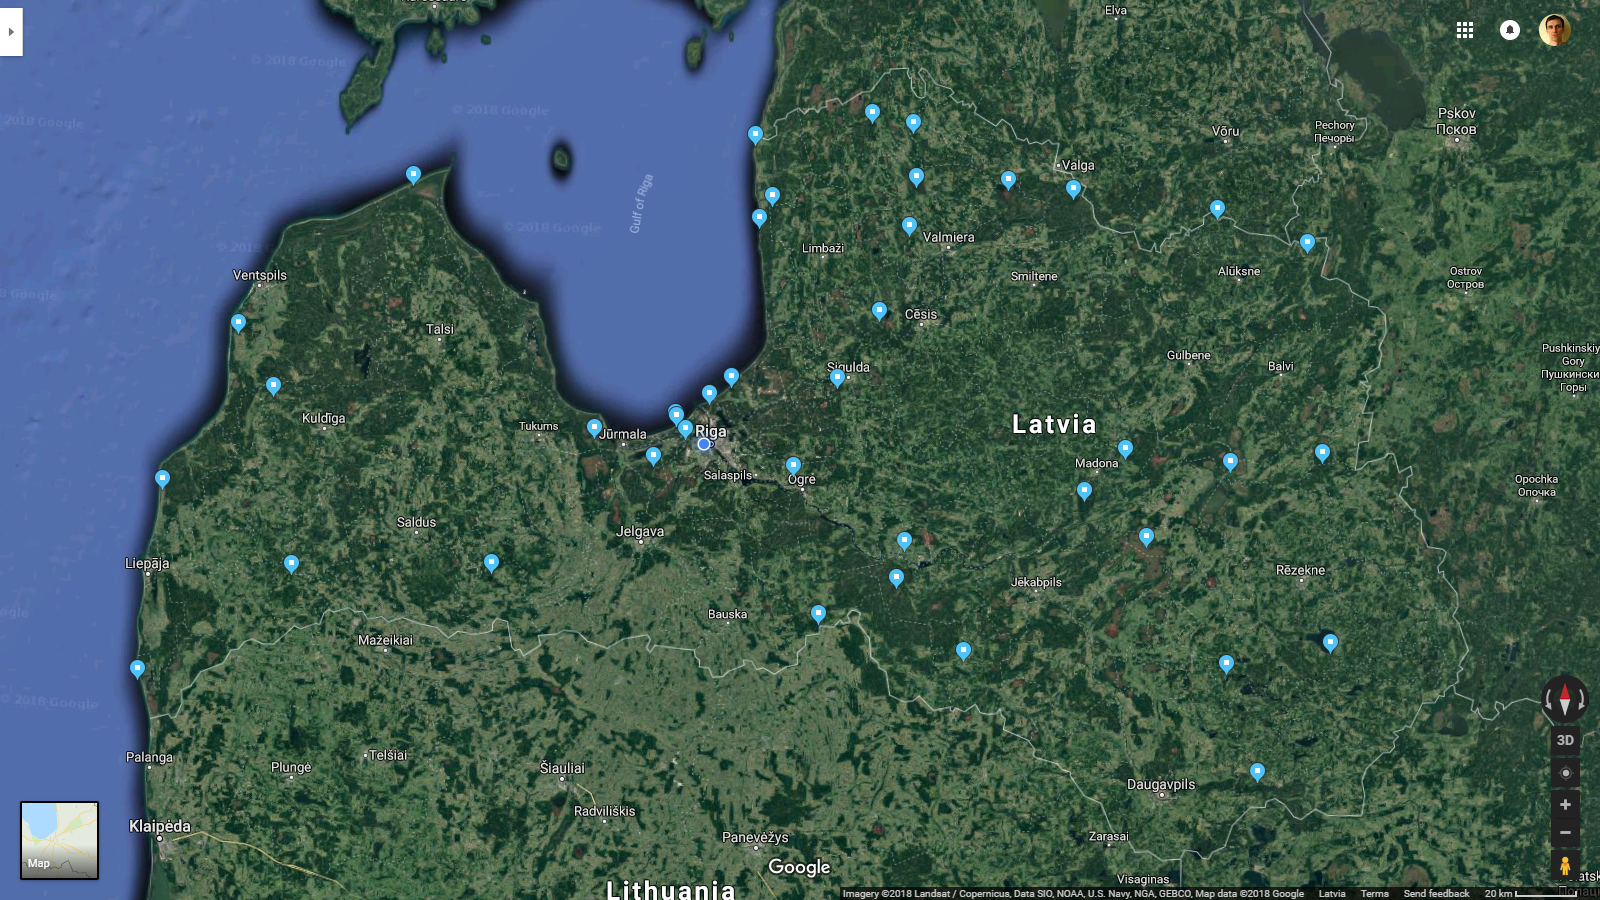 Elva
© 2018 Google
© 2018 Google
Pskov
Псков
Võru
Pechory
Печоры
Valga
Gulf of Riga
© 2018 Google
© 2018 Google
Limbaži
Valmiera
Ventspils
Smiltene
Alūksne
Ostrov
Остров
Talsi
Cēsis
Gulbene
Balvi
Pushkinskiy
Gory
Пушкински
Горы
Sigulda
Kuldīga
Tukums
Jūrmala
Riga
Latvia
Madona
Salaspils
Ogre
Opochka
Опочка
Saldus
Jelgava
Liepāja
Jēkabpils
Rēzekne
Bauska
Mažeikiai
© 2018 Google
Palanga
Plungė
Telšiai
Šiauliai
Radviliškis
Daugavpils
3D
Klaipėda
Panevėžys
Zarasai
Map
Google
Visaginas
Lithuania
Imagery ©2018 Landsat / Copernicus, Data SIO, NOAA, U.S. Navy, NGA, GEBCO, Map data ©2018 Google Latvia Terms Send feedback 20 km